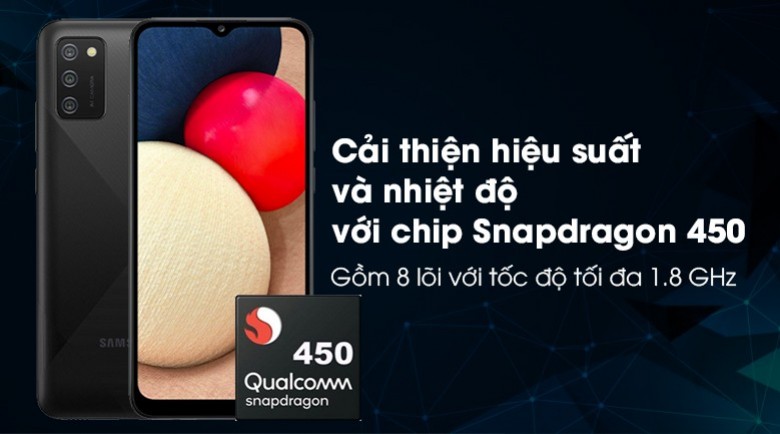 Cải thiện hiệu suất
và nhiệt độ
với chip Snapdragon 450
Gồm 8 lõi với tốc độ tối đa 1.8 GHz
SAMS
450
Qualcomm
snapdragon